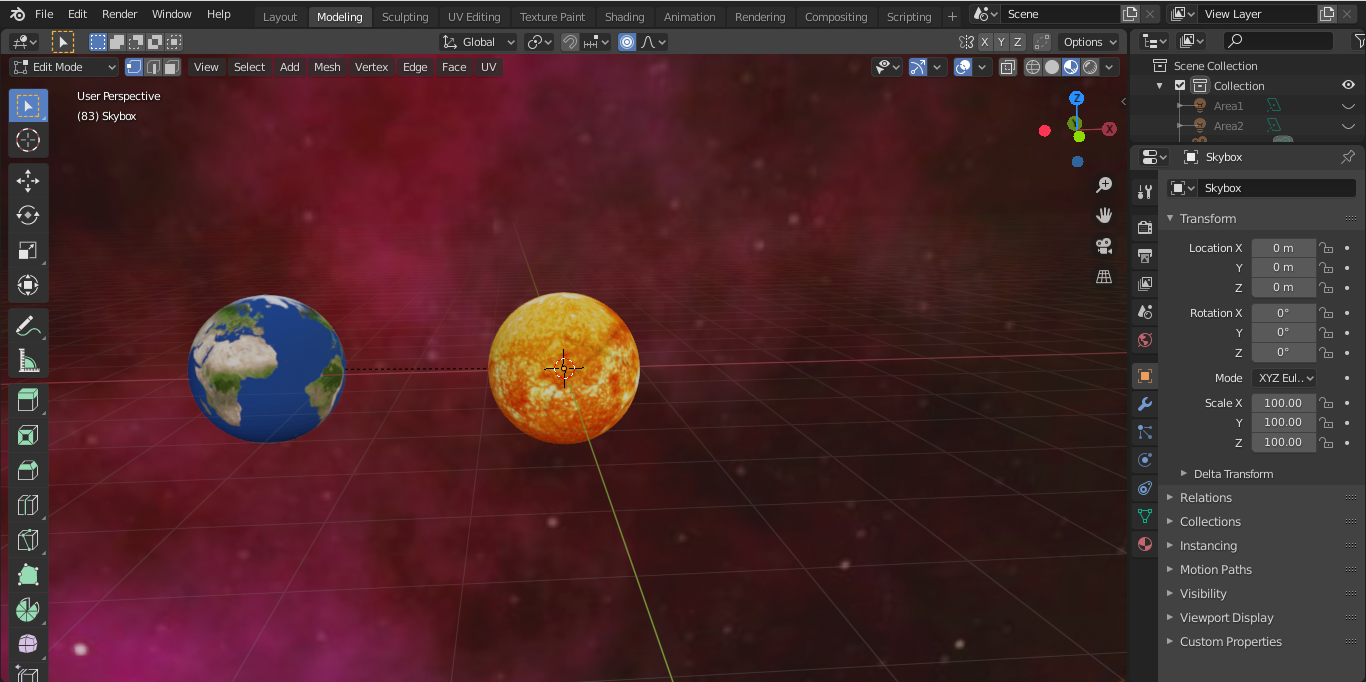 File Edit Render Window Help Layout Modeling Sculpting UV Editing Texture Paint Shading Animation Rendering Compositing Scripting + Scene View Layer
Global X Y Z Options
Edit Mode View Select Add Mesh Vertex Edge Face UV
User Perspective
(83) Skybox
Z
X
Scene Collection
Collection
Area1
Area2
Skybox
Skybox
Transform
Location X 0 m
Y 0 m
Z 0 m
Rotation X 0°
Y 0°
Z 0°
Mode XYZ Eul..
Scale X 100.00
Y 100.00
Z 100.00
Delta Transform
Relations
Collections
Instancing
Motion Paths
Visibility
Viewport Display
Custom Properties